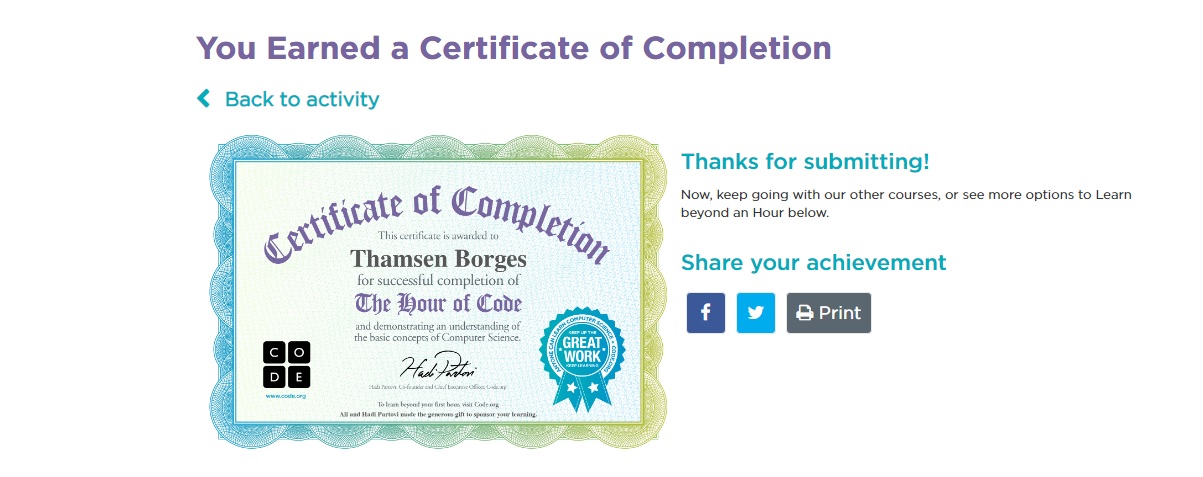 You Earned a Certificate of Completion
Back to activity
Certificate of Completion
This certificate is awarded to
Thamsen Borges
for successful completion of
The Hour of Code
and demonstrating an understanding of
the basic concepts of Computer Science.
Hadi Partovi
Hadi Partovi, Co-founder and Chief Executive Officer, Code.org
To learn beyond your first hour, visit Code.org
Ali and Hadi Partovi made the generous gift to sponsor your learning.
C O
D E
www.code.org
ANYONE CAN LEARN COMPUTER SCIENCE • CODE.ORG •
KEEP UP THE
GREAT
WORK
KEEP LEARNING
Thanks for submitting!
Now, keep going with our other courses, or see more options to Learn
beyond an Hour below.
Share your achievement
Print